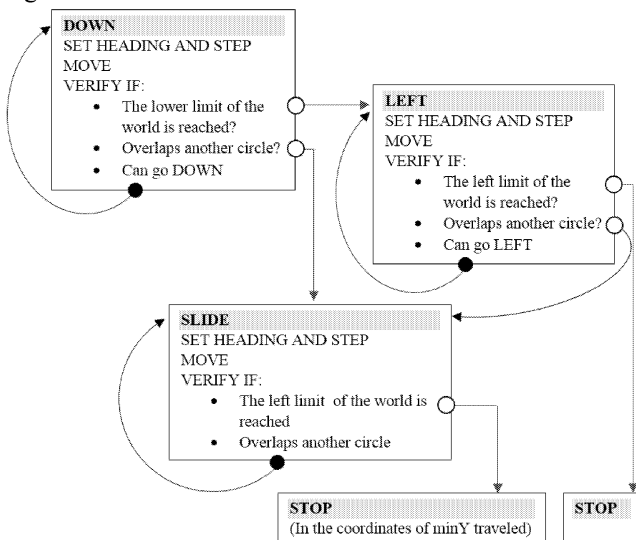 DOWN
SET HEADING AND STEP
MOVE
VERIFY IF:
• The lower limit of the
world is reached?
• Overlaps another circle?
• Can go DOWN
LEFT
SET HEADING AND STEP
MOVE
VERIFY IF:
• The left limit of the
world is reached?
• Overlaps another circle?
• Can go LEFT
SLIDE
SET HEADING AND STEP
MOVE
VERIFY IF:
• The left limit of the world is
reached
• Overlaps another circle
STOP
(In the coordinates of minY traveled)
STOP